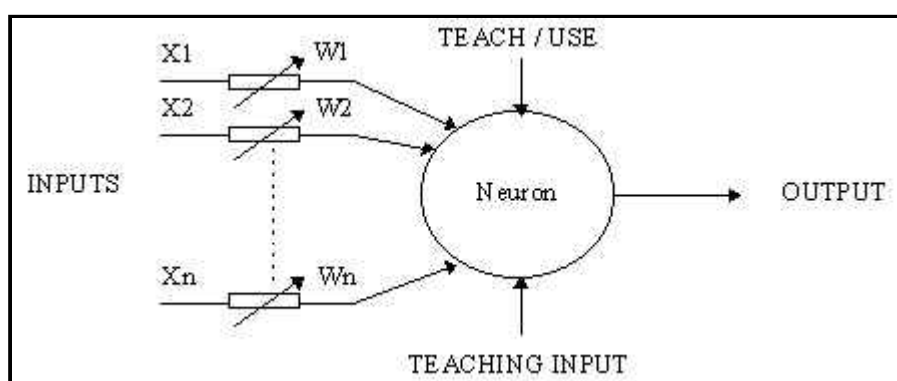 TEACH / USE
X1 W1
X2 W2
INPUTS
Neuron
OUTPUT
Xn Wn
TEACHING INPUT